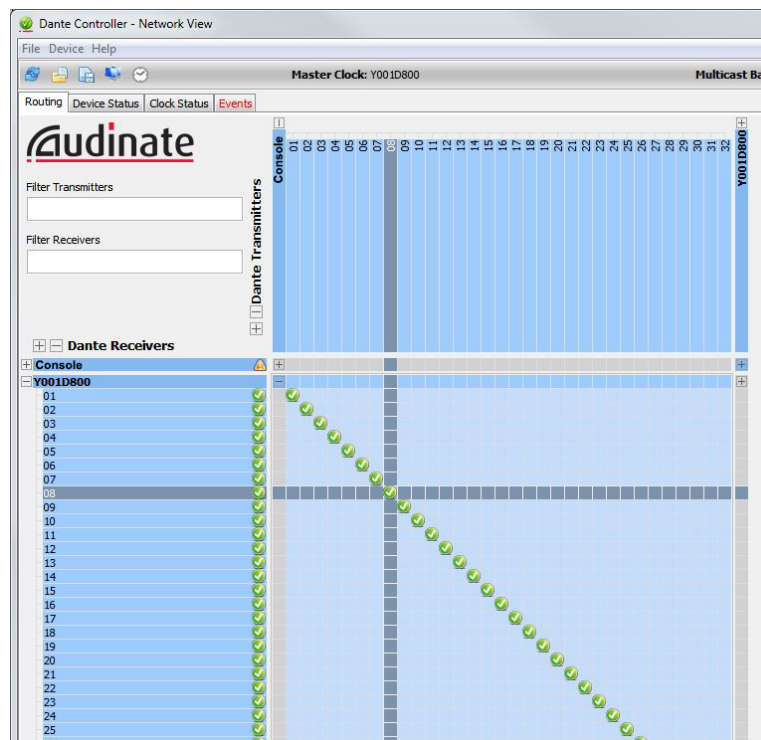 Dante Controller - Network View
File Device Help
Master Clock: Y001D800
Multicast Ba
Routing Device Status Clock Status Events
Audinate
Filter Transmitters
Filter Receivers
Dante Transmitters
Console 01 02 03 04 05 06 07 08 09 10 11 12 13 14 15 16 17 18 19 20 21 22 23 24 25 26 27 28 29 30 31 32 Y001D800
Dante Receivers
Console
Y001D800
01
02
03
04
05
06
07
08
09
10
11
12
13
14
15
16
17
18
19
20
21
22
23
24
25